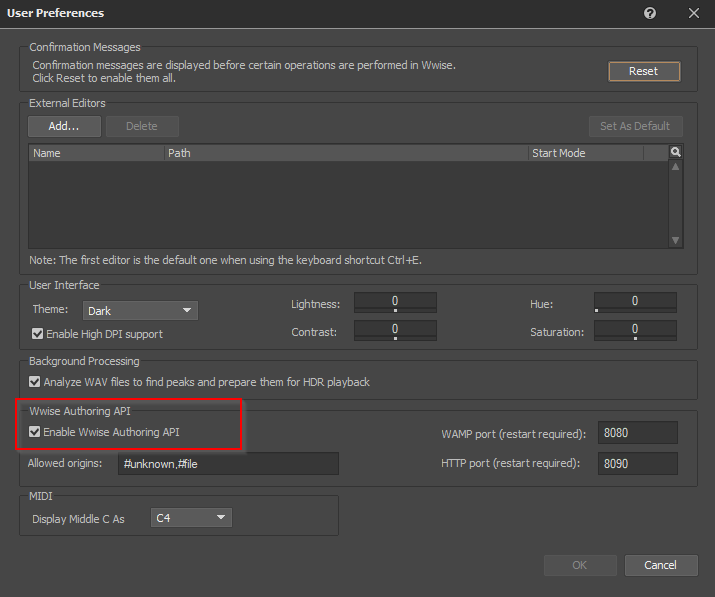 User Preferences
Confirmation Messages
Confirmation messages are displayed before certain operations are performed in Wwise.
Click Reset to enable them all.
Reset
External Editors
Add...
Delete
Set As Default
Name
Path
Start Mode
Note: The first editor is the default one when using the keyboard shortcut Ctrl+E.
User Interface
Theme:
Dark
Lightness:
0
Hue:
0
Enable High DPI support
Contrast:
0
Saturation:
0
Background Processing
Analyze WAV files to find peaks and prepare them for HDR playback
Wwise Authoring API
Enable Wwise Authoring API
WAMP port (restart required):
8080
Allowed origins:
#unknown,#file
HTTP port (restart required):
8090
MIDI
Display Middle C As
C4
OK
Cancel